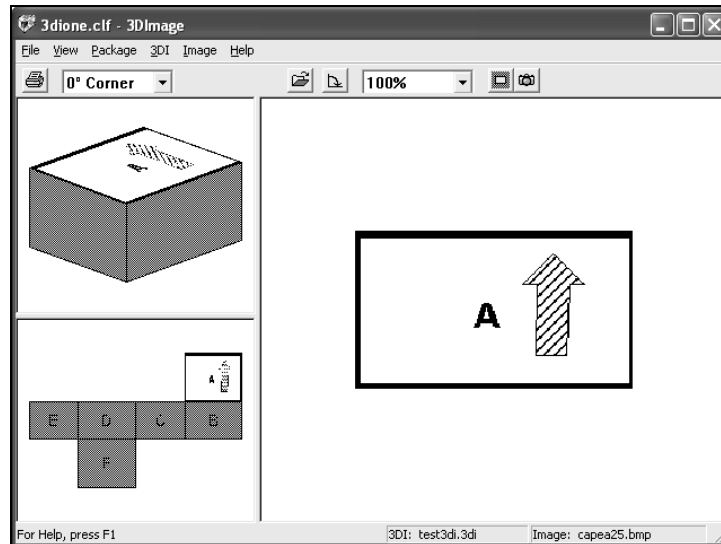 3dione.clf - 3DImage
File View Package 3DI Image Help
0° Corner 100%
A
A
A
E D C B
F
For Help, press F1 3DI: test3di.3di Image: capea25.bmp